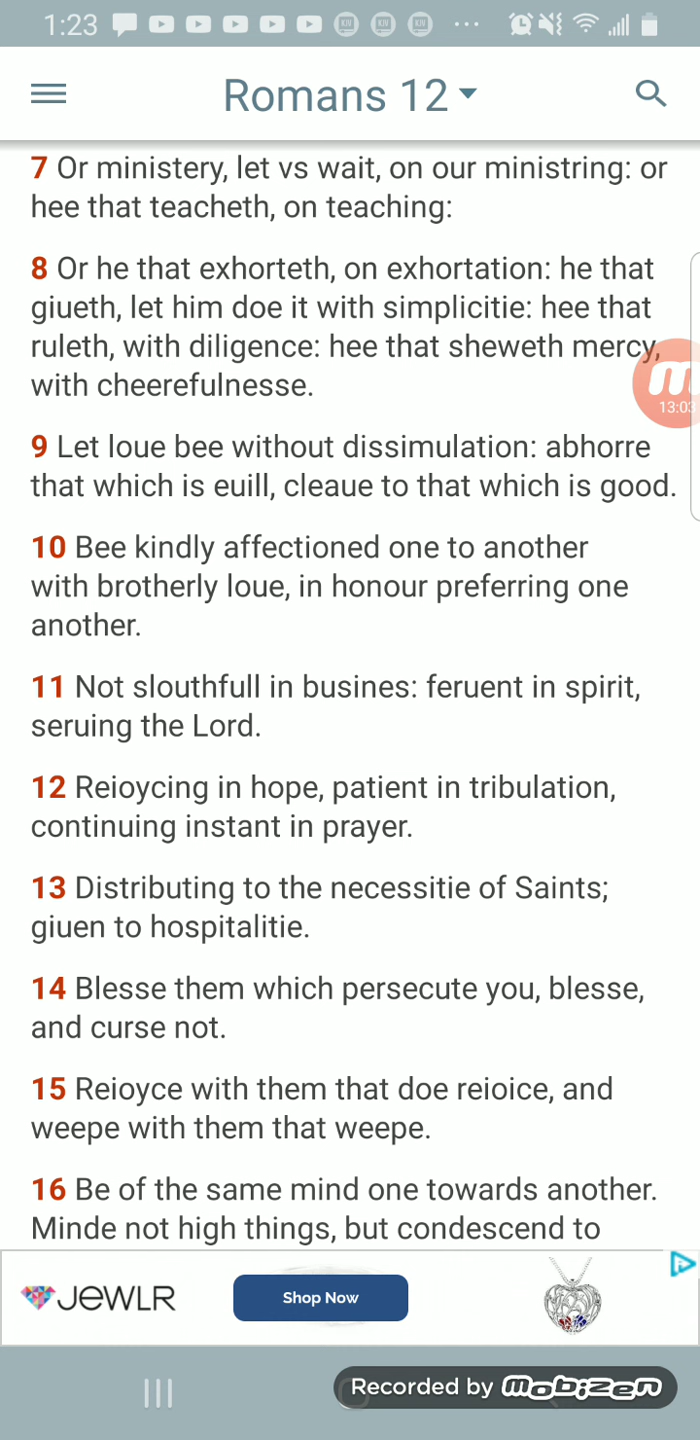 1:23
KJV KJV KJV
Romans 12
7 Or ministery, let vs wait, on our ministring: or
hee that teacheth, on teaching:
8 Or he that exhorteth, on exhortation: he that
giueth, let him doe it with simplicitie: hee that
ruleth, with diligence: hee that sheweth mercy,
with cheerefulnesse.
13:03
9 Let loue bee without dissimulation: abhorre
that which is euill, cleaue to that which is good.
10 Bee kindly affectioned one to another
with brotherly loue, in honour preferring one
another.
11 Not slouthfull in busines: feruent in spirit,
seruing the Lord.
12 Reioycing in hope, patient in tribulation,
continuing instant in prayer.
13 Distributing to the necessitie of Saints;
giuen to hospitalitie.
14 Blesse them which persecute you, blesse,
and curse not.
15 Reioyce with them that doe reioice, and
weepe with them that weepe.
16 Be of the same mind one towards another.
Minde not high things, but condescend to
JEWLR
Shop Now
Recorded by mobizen